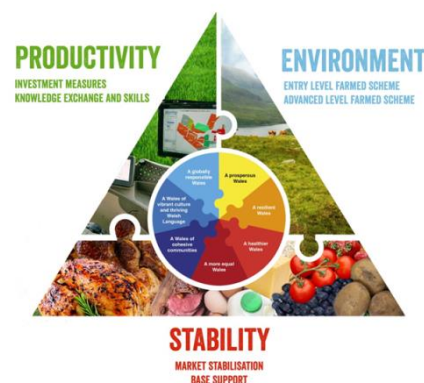 PRODUCTIVITY
INVESTMENT MEASURES
KNOWLEDGE EXCHANGE AND SKILLS
ENVIRONMENT
ENTRY LEVEL FARMED SCHEME
ADVANCED LEVEL FARMED SCHEME
A globally
responsible
Wales
A prosperous
Wales
A Wales of
vibrant culture
and thriving
Welsh
Language
A resilient
Wales
A Wales of
cohesive
communities
A healthier
Wales
A more equal
Wales
STABILITY
MARKET STABILISATION
BASE SUPPORT